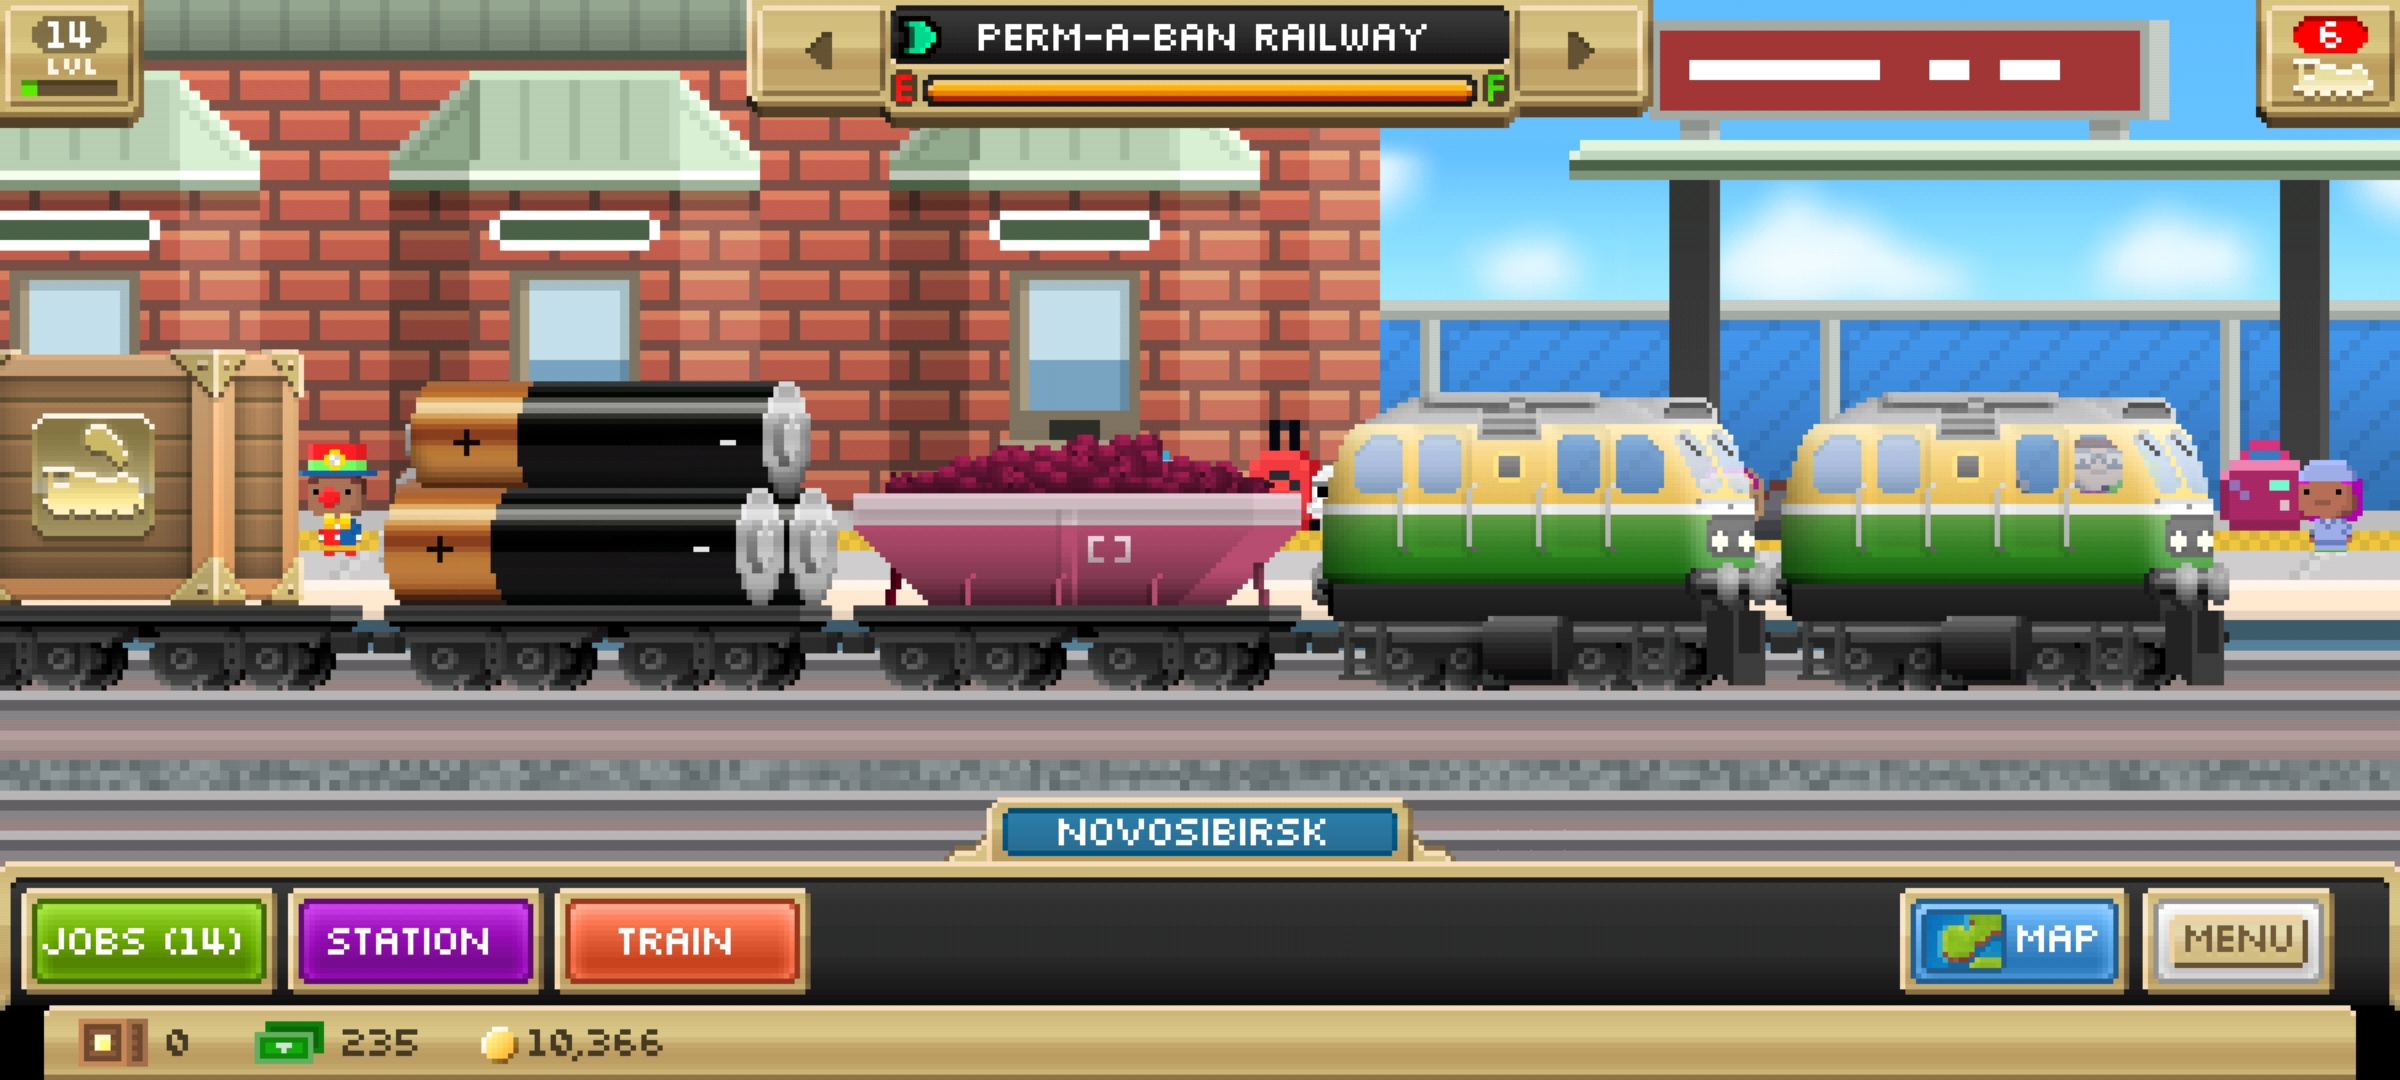 14
LVL
PERM-A-BAN RAILWAY
E F
6
+ -
+ -
[ ]
NOVOSIBIRSK
JOBS (14)
STATION
TRAIN
MAP
MENU
0
235
10,366